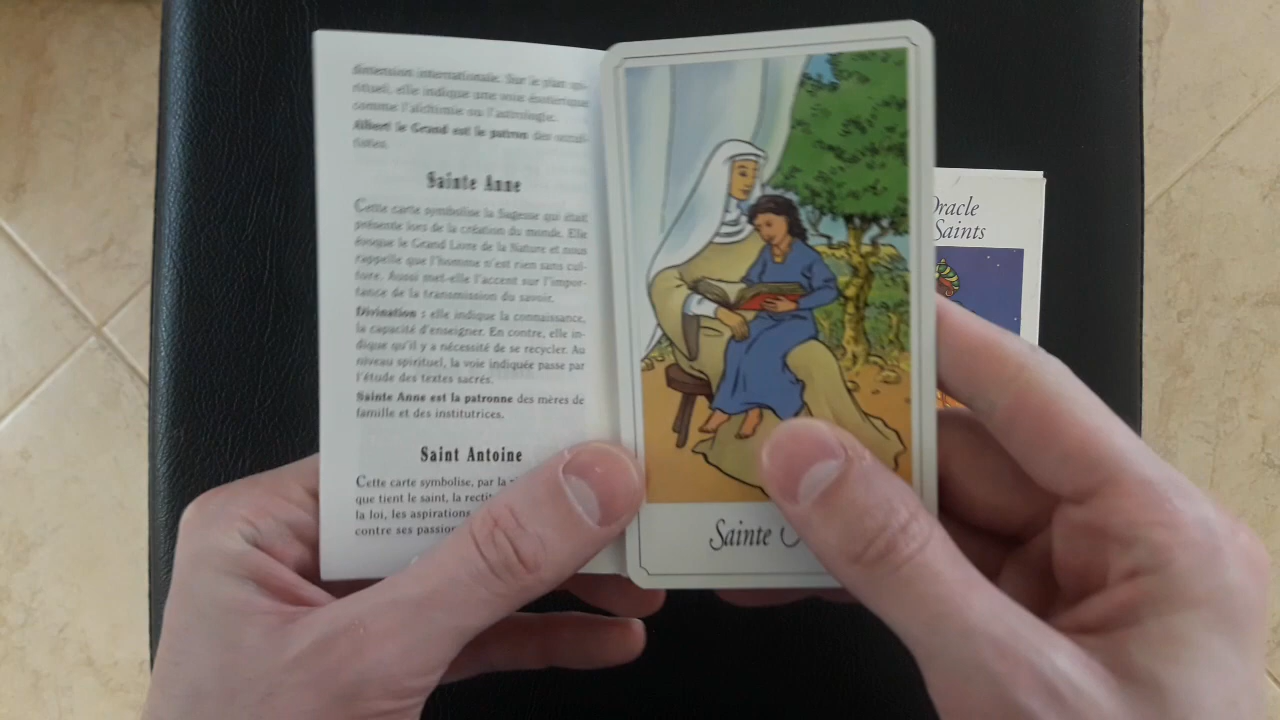 dimension internationale. Sur le plan spi-
rituel, elle indique une voie ésotérique
comme l'alchimie ou l'astrologie.
Albert le Grand est le patron des scien-
tistes.
Sainte Anne
Cette carte symbolise la Sagesse qui était
présente lors de la création du monde. Elle
évoque le Grand Livre de la Nature et nous
rappelle que l'homme n'est rien sans cul-
ture. Aussi met-elle l'accent sur l'impor-
tance de la transmission du savoir.
Divination : elle indique la connaissance,
la capacité d'enseigner. En contre, elle in-
dique qu'il y a nécessité de se recycler. Au
niveau spirituel, la voie indiquée passe par
l'étude des textes sacrés.
Sainte Anne est la patronne des mères de
famille et des institutrices.
Saint Antoine
Cette carte symbolise, par la
que tient le saint, la
la loi, les aspirations
contre ses
Sainte
Oracle
Saints